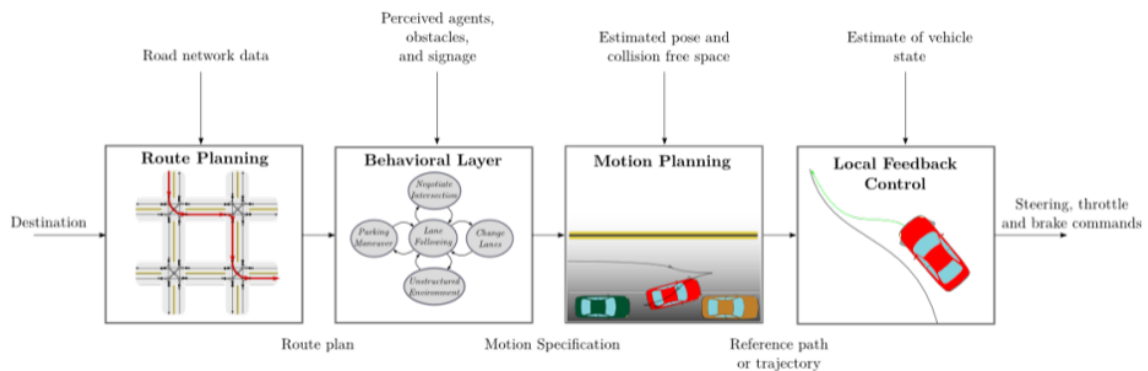 Road network data
Perceived agents,
obstacles,
and signage
Estimated pose and
collision free space
Estimate of vehicle
state
Destination
Route Planning
Behavioral Layer
Negotiate
Intersection
Parking
Maneuver
Lane
Following
Change
Lanes
Unstructured
Environment
Motion Planning
Local Feedback
Control
Steering, throttle
and brake commands
Route plan
Motion Specification
Reference path
or trajectory